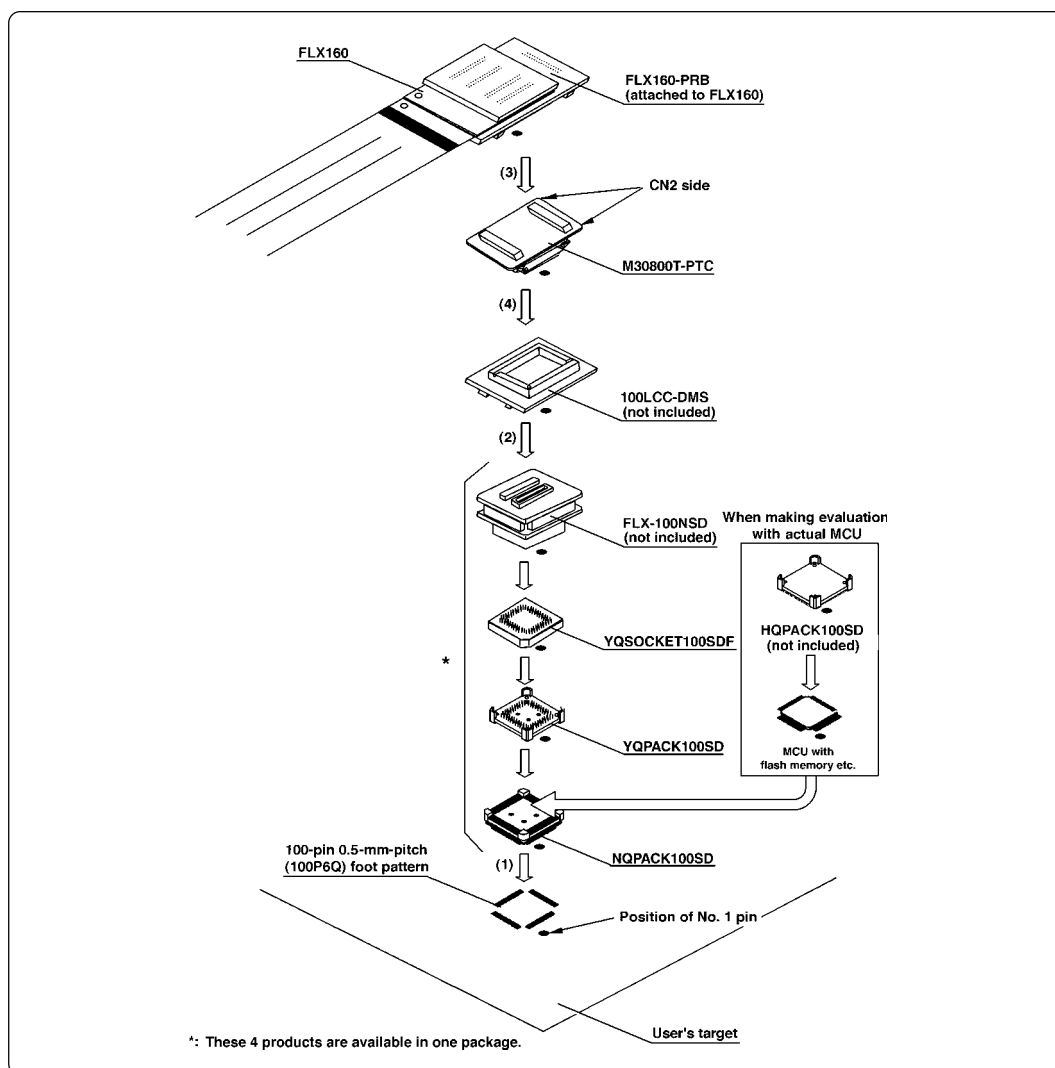 FLX160
FLX160-PRB
(attached to FLX160)
(3)
CN2 side
M30800T-PTC
(4)
100LCC-DMS
(not included)
(2)
FLX-100NSD
(not included)
When making evaluation
with actual MCU
HQPACK100SD
(not included)
MCU with
flash memory etc.
YQSOCKET100SDF
*
YQPACK100SD
NQPACK100SD
100-pin 0.5-mm-pitch
(100P6Q) foot pattern
(1)
Position of No. 1 pin
User's target
*: These 4 products are available in one package.